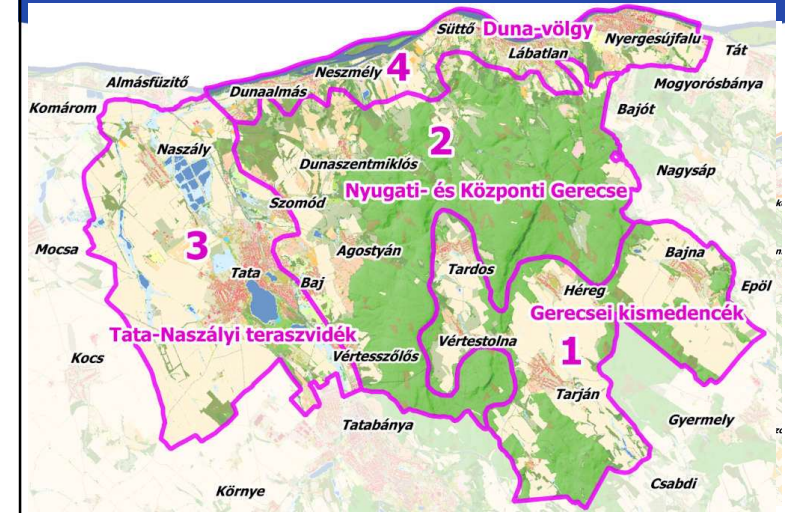 Süttő
Duna-völgy
Nyergesújfalu
Lábatlan
Tát
Neszmély
4
Almásfüzitő
Dunaalmás
Mogyorósbánya
Komárom
Bajót
2
Naszály
Dunaszentmiklós
Nagysáp
Nyugati- és Központi Gerecse
Szomód
Mocsa
3
Agostyán
Bajna
Tata
Baj
Tardos
Héreg
Epöl
Gerecsei kismedencék
Tata-Naszályi teraszvidék
Vértestolna
1
Kocs
Vértesszőlős
Tarján
Tatabánya
Gyermely
Környe
Csabdi